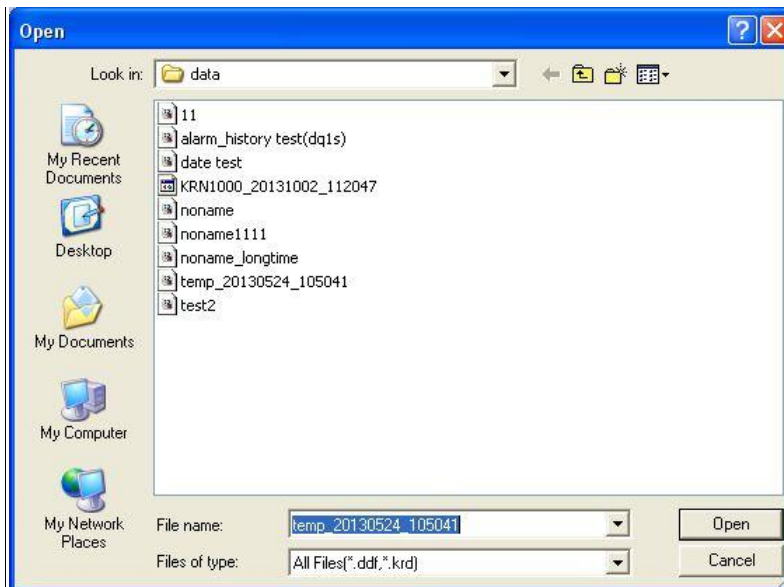 Open
Look in:
data
My Recent
Documents
Desktop
My Documents
My Computer
My Network
Places
11
alarm_history test(dq1s)
date test
KRN1000_20131002_112047
noname
noname1111
noname_longtime
temp_20130524_105041
test2
File name:
temp_20130524_105041
Open
Files of type:
All Files(*.ddf,*.krd)
Cancel